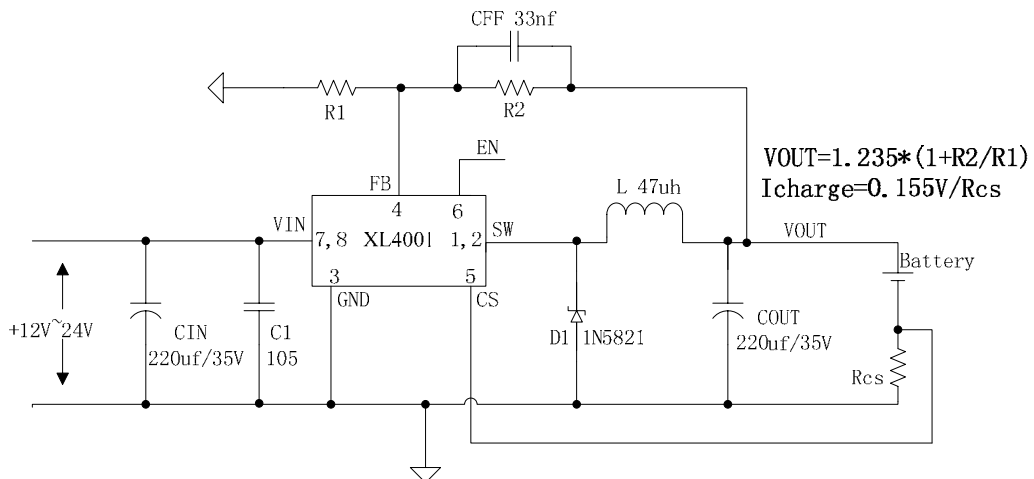 CFF 33nf
R1
R2
EN
FB
4
6
VOUT=1.235*(1+R2/R1)
Icharge=0.155V/Rcs
L 47uh
VIN
7,8 XL4001 1,2
SW
VOUT
3
5
GND
CS
Battery
+12V~24V
CIN
220uf/35V
C1
105
D1 1N5821
COUT
220uf/35V
Rcs